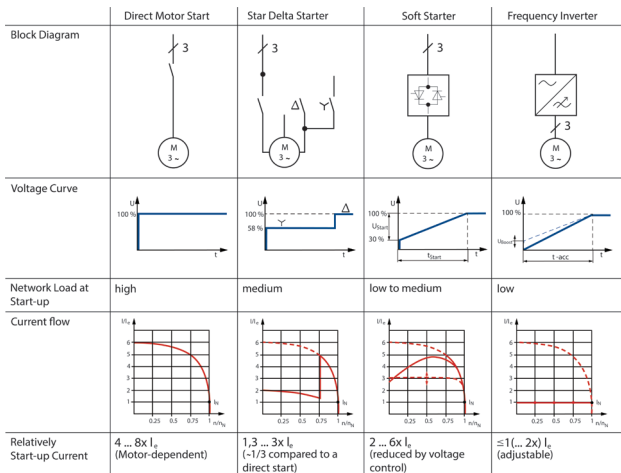 Direct Motor Start Star Delta Starter Soft Starter Frequency Inverter
Block Diagram
3 3 3
Δ Y
3
M M M M
3 ~ 3 ~ 3 ~ 3 ~
Voltage Curve
U U U U
100 % 100 % Δ 100 % 100 %
58 % Y UStart UBoost
30 %
t t tStart t t -acc t
Network Load at high medium low to medium low
Start-up
Current flow
I/Ie I/Ie I/Ie I/Ie
6 6 6 6
5 5 5 5
4 4 4 4
3 3 3 3
2 2 2 2
1 IN 1 IN 1 IN 1 IN
0.25 0.5 0.75 1 n/nN 0.25 0.5 0.75 1 n/nN 0.25 0.5 0.75 1 n/nN 0.25 0.5 0.75 1 n/nN
Relatively 4 ... 8x Ie 1,3 ... 3x Ie 2 ... 6x Ie ≤1(... 2x) Ie
Start-up Current (Motor-dependent) (~1/3 compared to a (reduced by voltage (adjustable)
direct start) control)